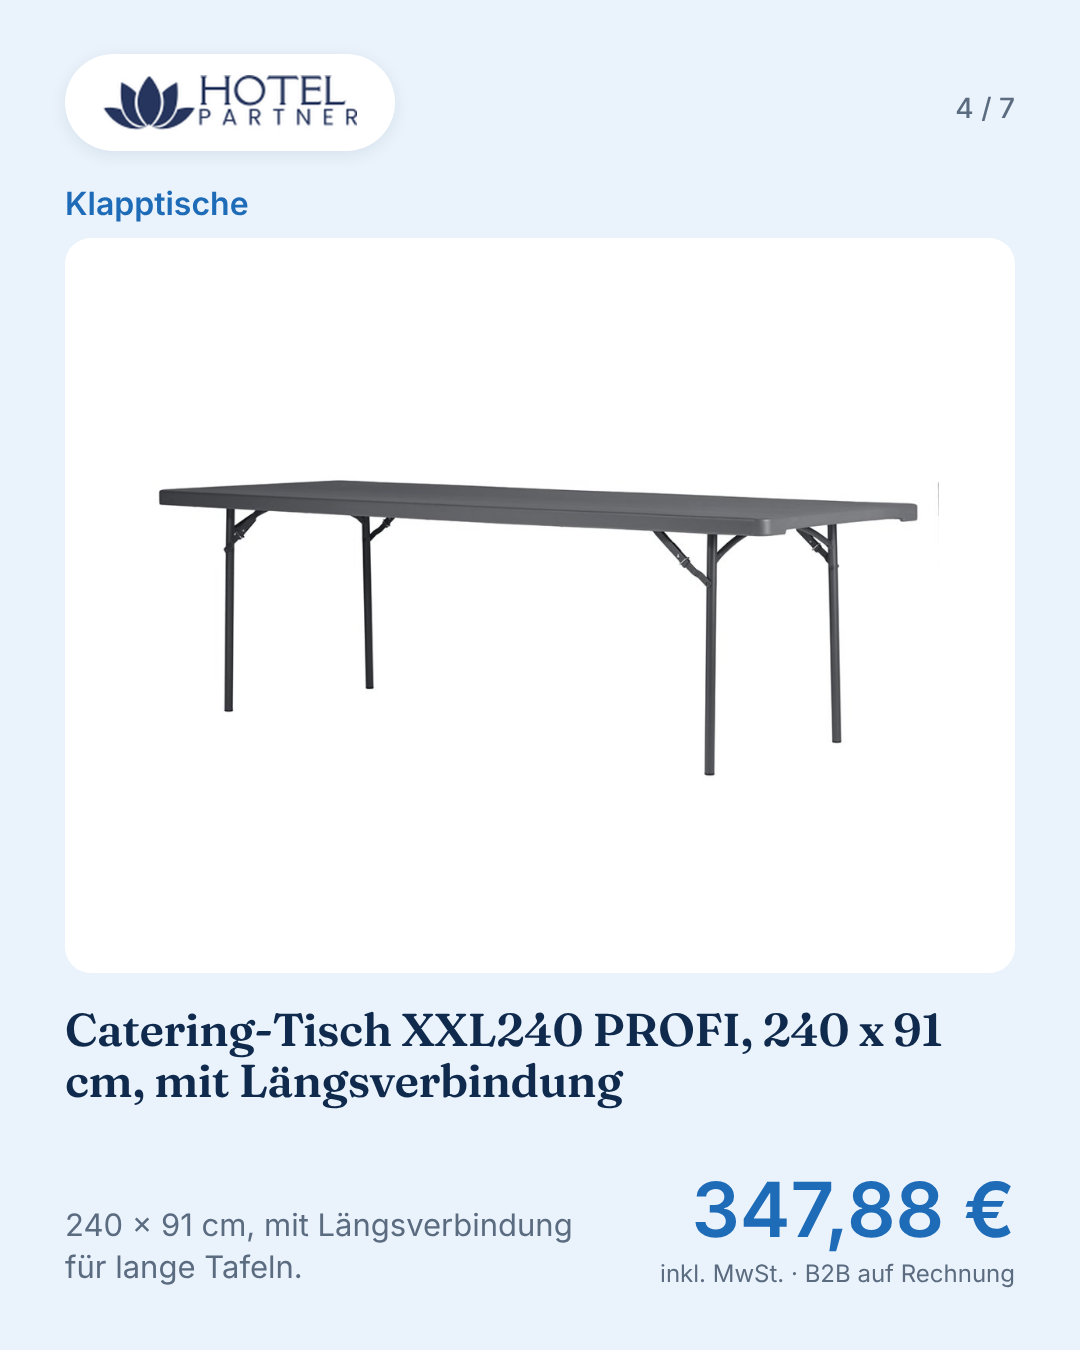 HOTEL
PARTNER
4 / 7
Klapptische
Catering-Tisch XXL240 PROFI, 240 x 91
cm, mit Längsverbindung
240 × 91 cm, mit Längsverbindung
für lange Tafeln.
347,88 €
inkl. MwSt. · B2B auf Rechnung